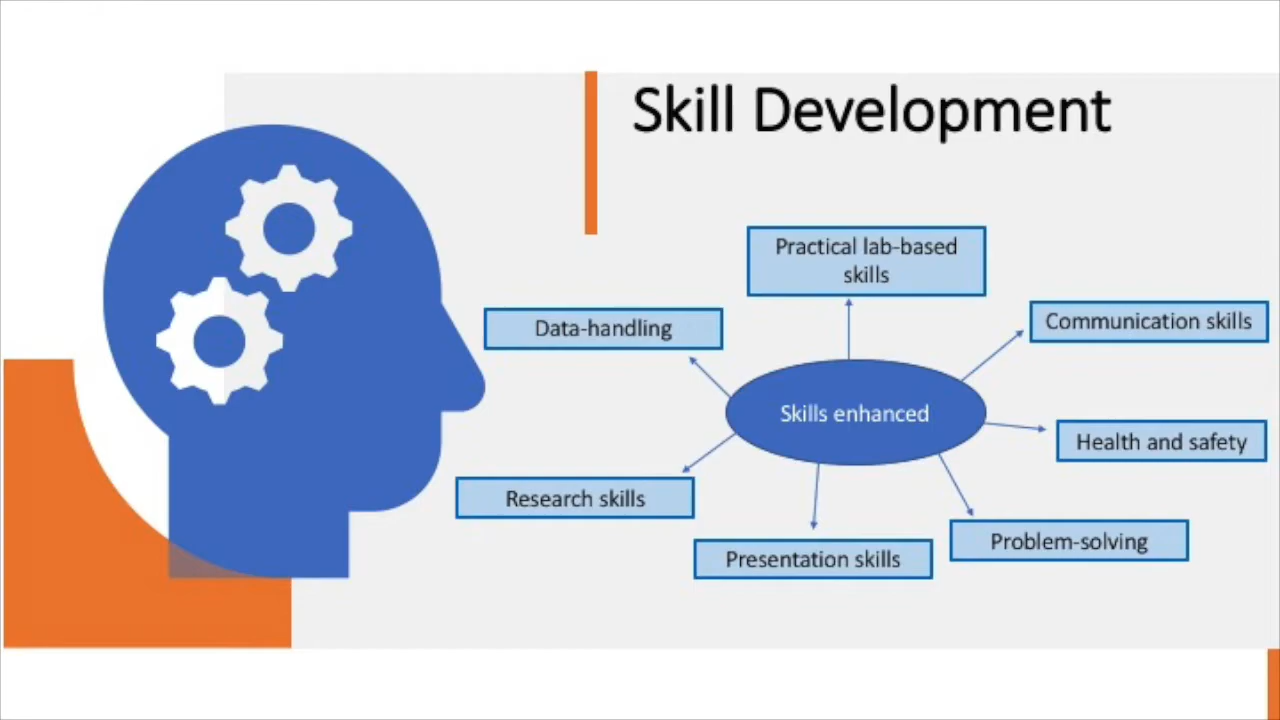 Skill Development
Practical lab-based
skills
Data-handling
Communication skills
Skills enhanced
Health and safety
Research skills
Presentation skills
Problem-solving